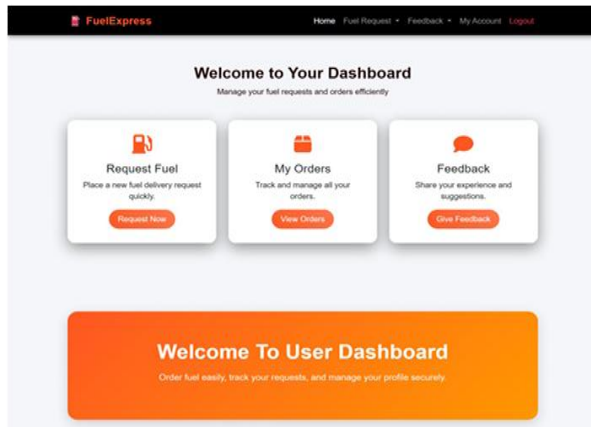 FuelExpress
Home Fuel Request Feedback My Account Logout
Welcome to Your Dashboard
Manage your fuel requests and orders efficiently
Request Fuel
Place a new fuel delivery request
quickly.
Request Now
My Orders
Track and manage all your
orders.
View Orders
Feedback
Share your experience and
suggestions.
Give Feedback
Welcome To User Dashboard
Order fuel easily, track your requests, and manage your profile securely.